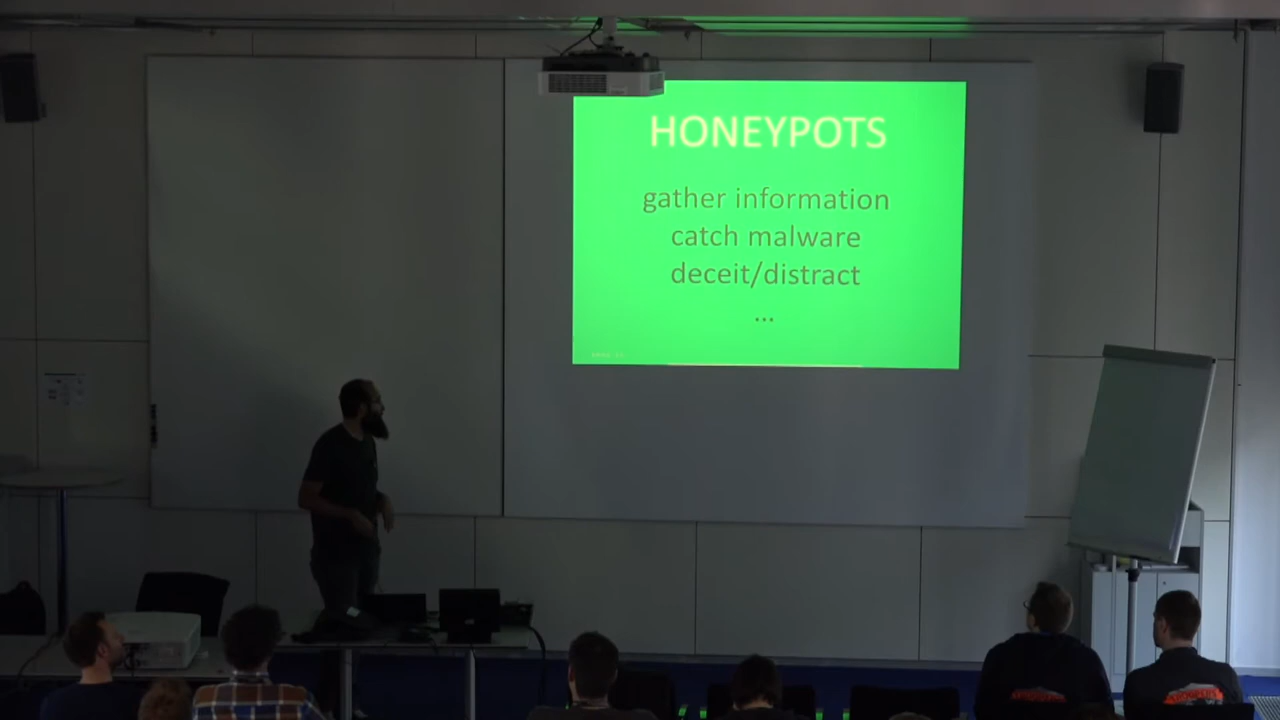 HONEYPOTS
gather information
catch malware
deceit/distract
...